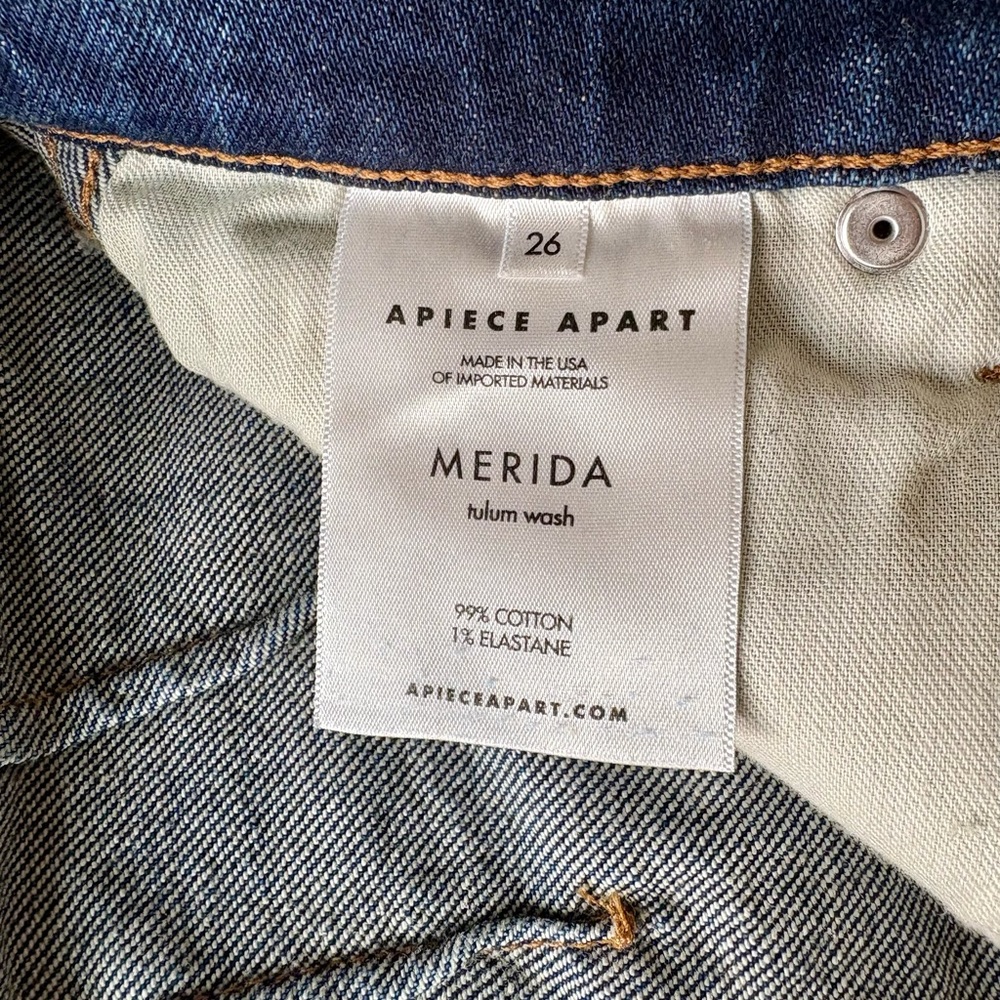 26
APIECE APART
MADE IN THE USA
OF IMPORTED MATERIALS
MERIDA
tulum wash
99% COTTON
1% ELASTANE
APIECEAPART.COM